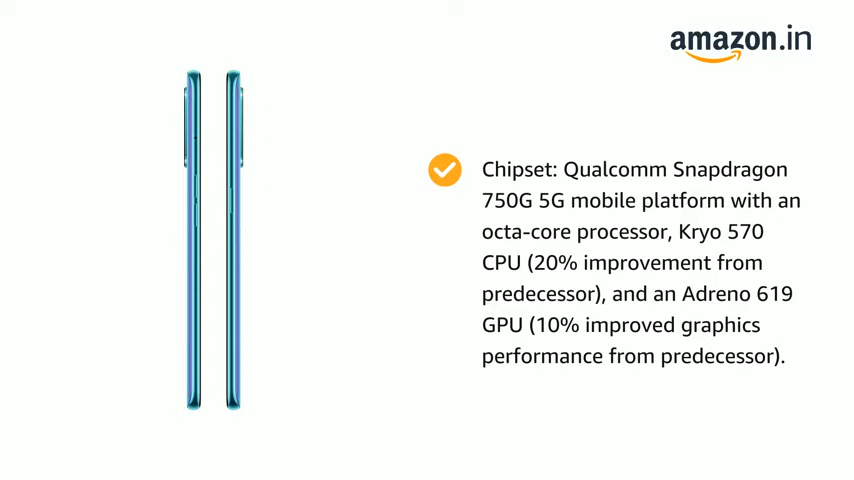 amazon.in
Chipset: Qualcomm Snapdragon
750G 5G mobile platform with an
octa-core processor, Kryo 570
CPU (20% improvement from
predecessor), and an Adreno 619
GPU (10% improved graphics
performance from predecessor).